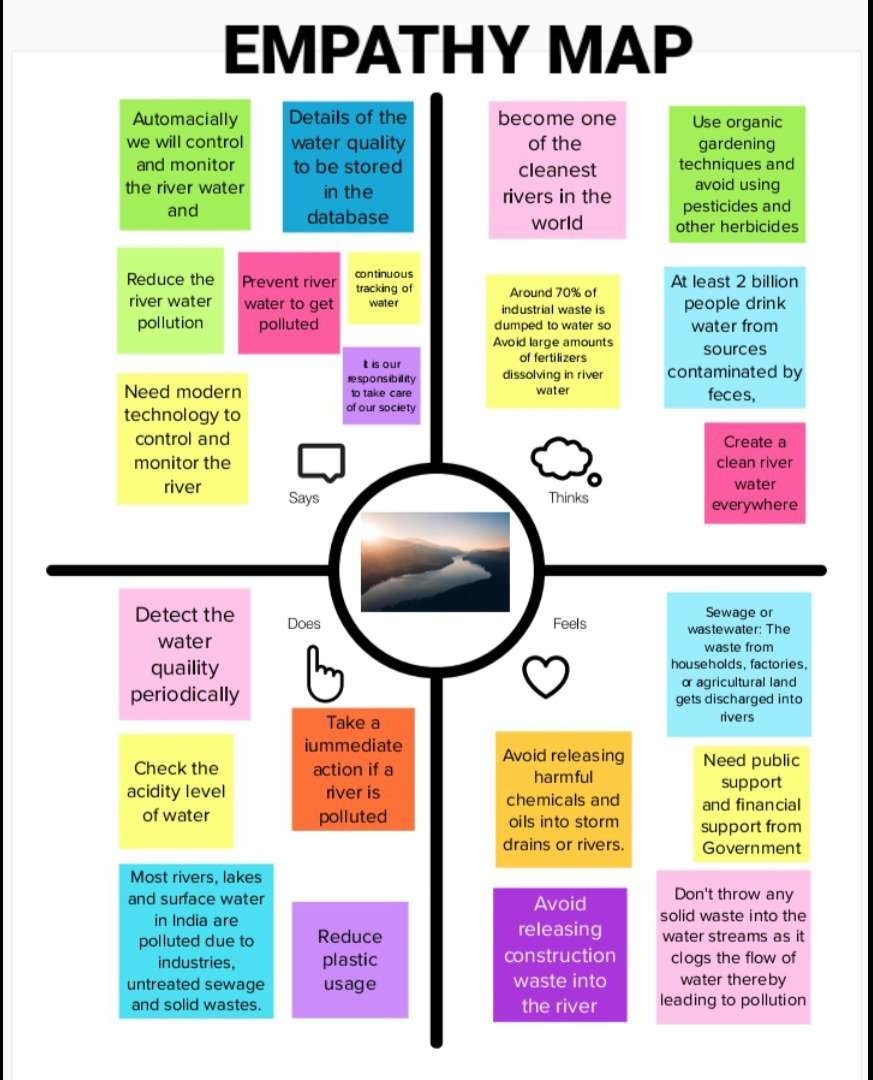 EMPATHY MAP
Automacially
we will control
and monitor
the river water
and
Details of the
water quality
to be stored
in the
database
Reduce the
river water
pollution
Prevent river
water to get
polluted
continuous
tracking of
water
It is our
responsibility
to take care
of our society
Need modern
technology to
control and
monitor the
river
Says
become one
of the
cleanest
rivers in the
world
Use organic
gardening
techniques and
avoid using
pesticides and
other herbicides
Around 70% of
industrial waste is
dumped to water so
Avoid large amounts
of fertilizers
dissolving in river
water
At least 2 billion
people drink
water from
sources
contaminated by
feces,
Create a
clean river
water
everywhere
Thinks
Does
Detect the
water
quaility
periodically
Take a
iummediate
action if a
river is
polluted
Check the
acidity level
of water
Most rivers, lakes
and surface water
in India are
polluted due to
industries,
untreated sewage
and solid wastes.
Reduce
plastic
usage
Feels
Sewage or
wastewater: The
waste from
households, factories,
or agricultural land
gets discharged into
rivers
Avoid releasing
harmful
chemicals and
oils into storm
drains or rivers.
Need public
support
and financial
support from
Government
Avoid
releasing
construction
waste into
the river
Don't throw any
solid waste into the
water streams as it
clogs the flow of
water thereby
leading to pollution